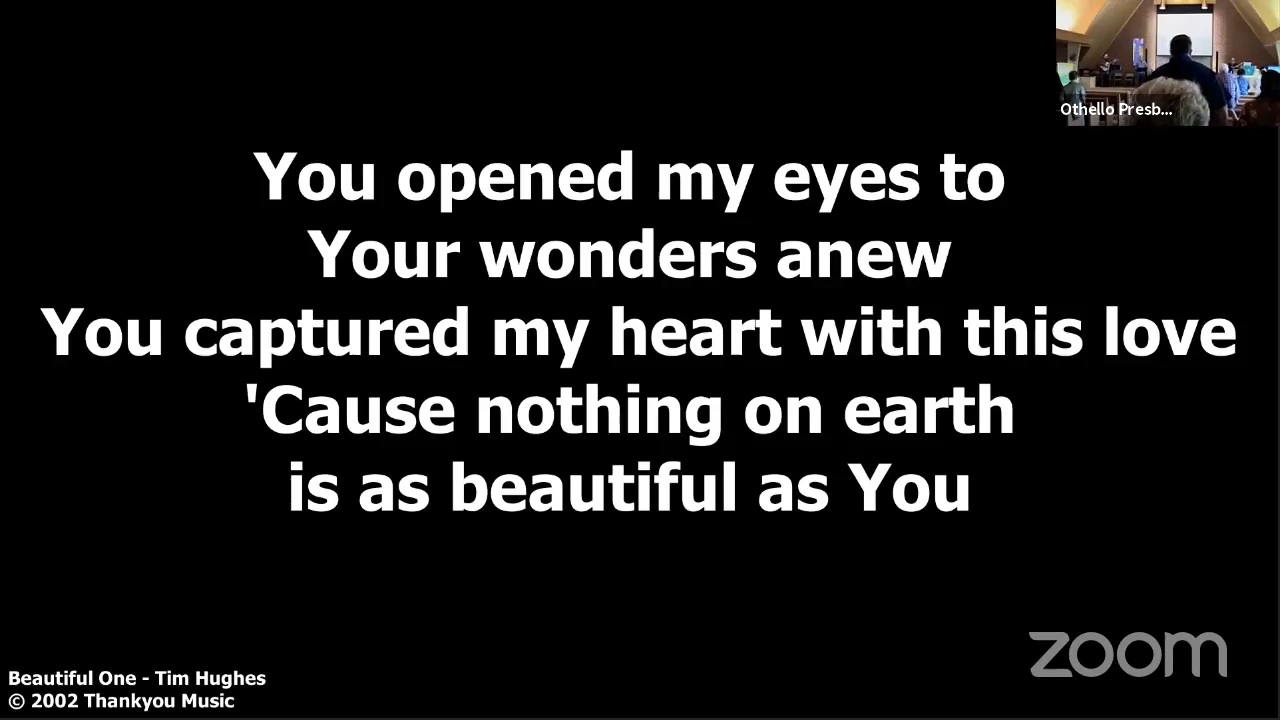 Othello Presb...
You opened my eyes to
Your wonders anew
You captured my heart with this love
'Cause nothing on earth
is as beautiful as You
zoom
Beautiful One - Tim Hughes
© 2002 Thankyou Music